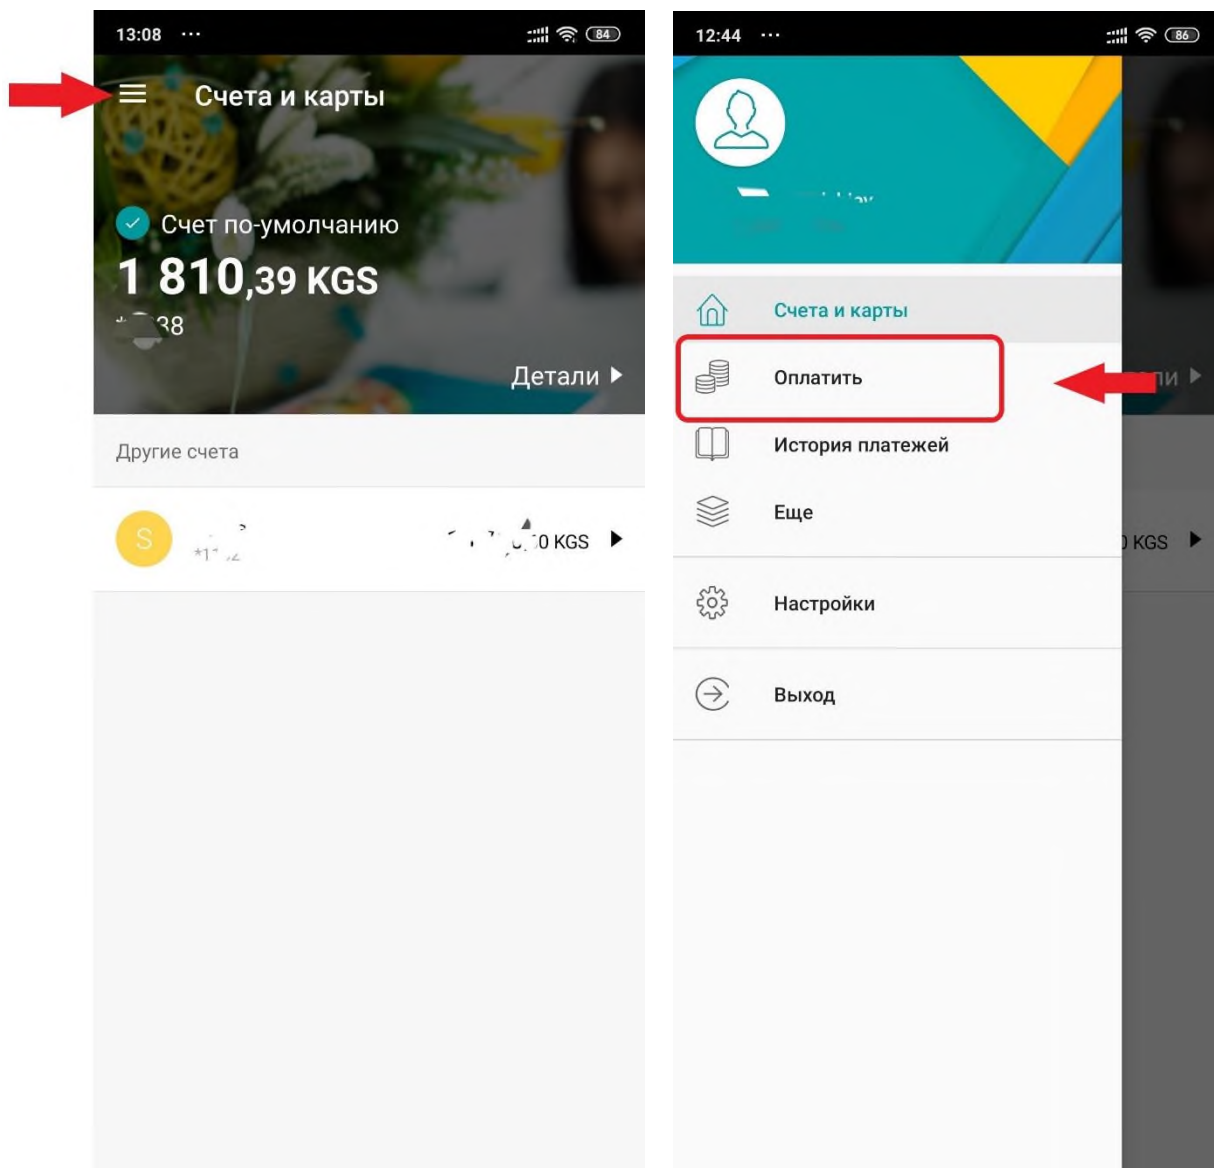 13:08 ...
84
Счета и карты
Счет по-умолчанию
1 810,39 KGS
38
Детали
Другие счета
S
KGS
12:44 ...
86
Счета и карты
Оплатить
История платежей
Еще
KGS
Настройки
Выход